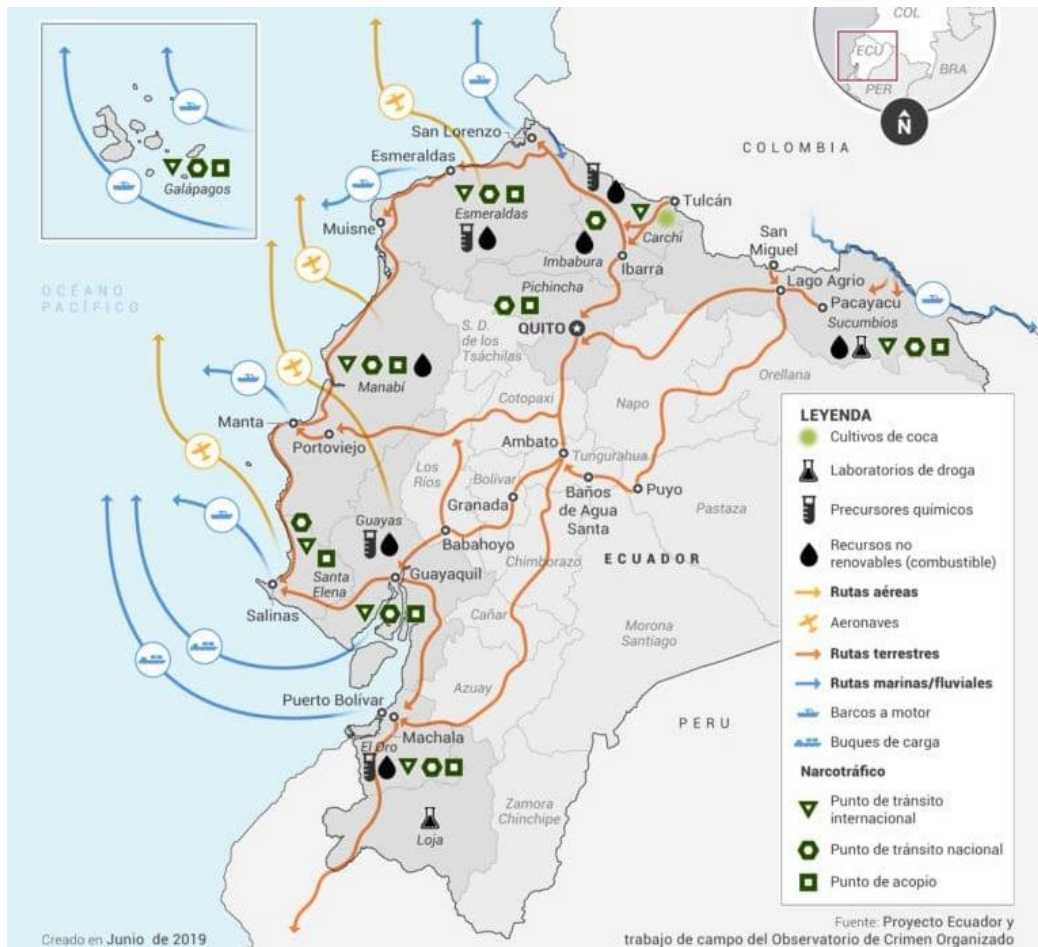 COL
ECU
BRA
PER
N
Galápagos
OCÉANO
PACÍFICO
COLOMBIA
San Lorenzo
Esmeraldas
Esmeraldas
Muisne
Tulcán
Carchi
Imbabura
Ibarra
San
Miguel
Lago Agrio
Pacayacu
Sucumbíos
Pichincha
QUITO
S. D.
de los
Tsáchilas
Orellana
Manabí
Cotopaxi
Napo
Manta
Portoviejo
Ambato
Tungurahua
Los
Ríos
Bolívar
Granada
Baños
de Agua
Santa
Puyo
Pastaza
Guayas
Babahoyo
Chimborazo
ECUADOR
Santa
Elena
Guayaquil
Salinas
Cañar
Morona
Santiago
Azuay
Puerto Bolívar
Machala
El Oro
PERU
Zamora
Chinchipe
Loja
LEYENDA
Cultivos de coca
Laboratorios de droga
Precursores químicos
Recursos no
renovables (combustible)
Rutas aéreas
Aeronaves
Rutas terrestres
Rutas marinas/fluviales
Barcos a motor
Buques de carga
Narcotráfico
Punto de tránsito
internacional
Punto de tránsito nacional
Punto de acopio
Creado en Junio de 2019
Fuente: Proyecto Ecuador y
trabajo de campo del Observatorio de Crimen Organizado